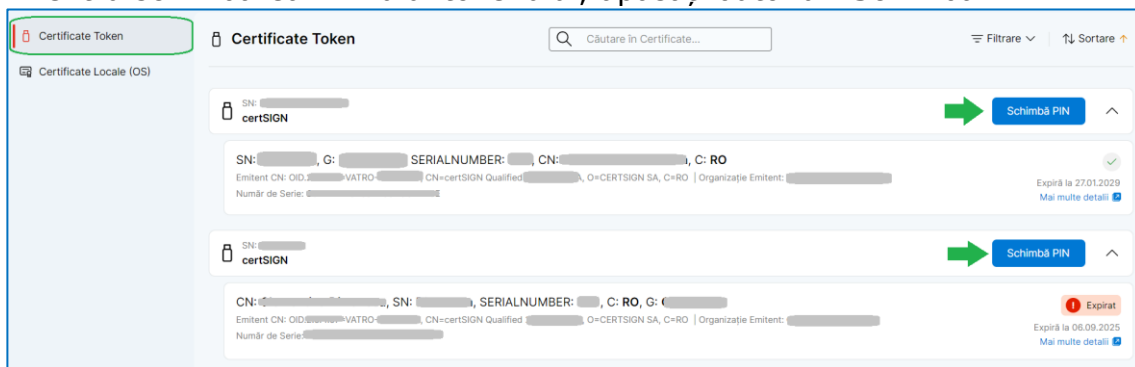 Certificate Token
Certificate Locale (OS)
Certificate Token
Căutare în Certificate...
Filtrare
Sortare
SN:
certSIGN
Schimbă PIN
SN: , G: SERIALNUMBER: , CN: , C: RO
Emitent CN: OID. VATRO- CN=certSIGN Qualified , O=CERTSIGN SA, C=RO | Organizație Emitent:
Număr de Serie:
Expiră la 27.01.2029
Mai multe detalii
SN:
certSIGN
Schimbă PIN
CN: , SN: , SERIALNUMBER: , C: RO, G:
Emitent CN: OID. VATRO- , CN=certSIGN Qualified , O=CERTSIGN SA, C=RO | Organizație Emitent:
Număr de Serie:
Expirat
Expiră la 06.09.2025
Mai multe detalii